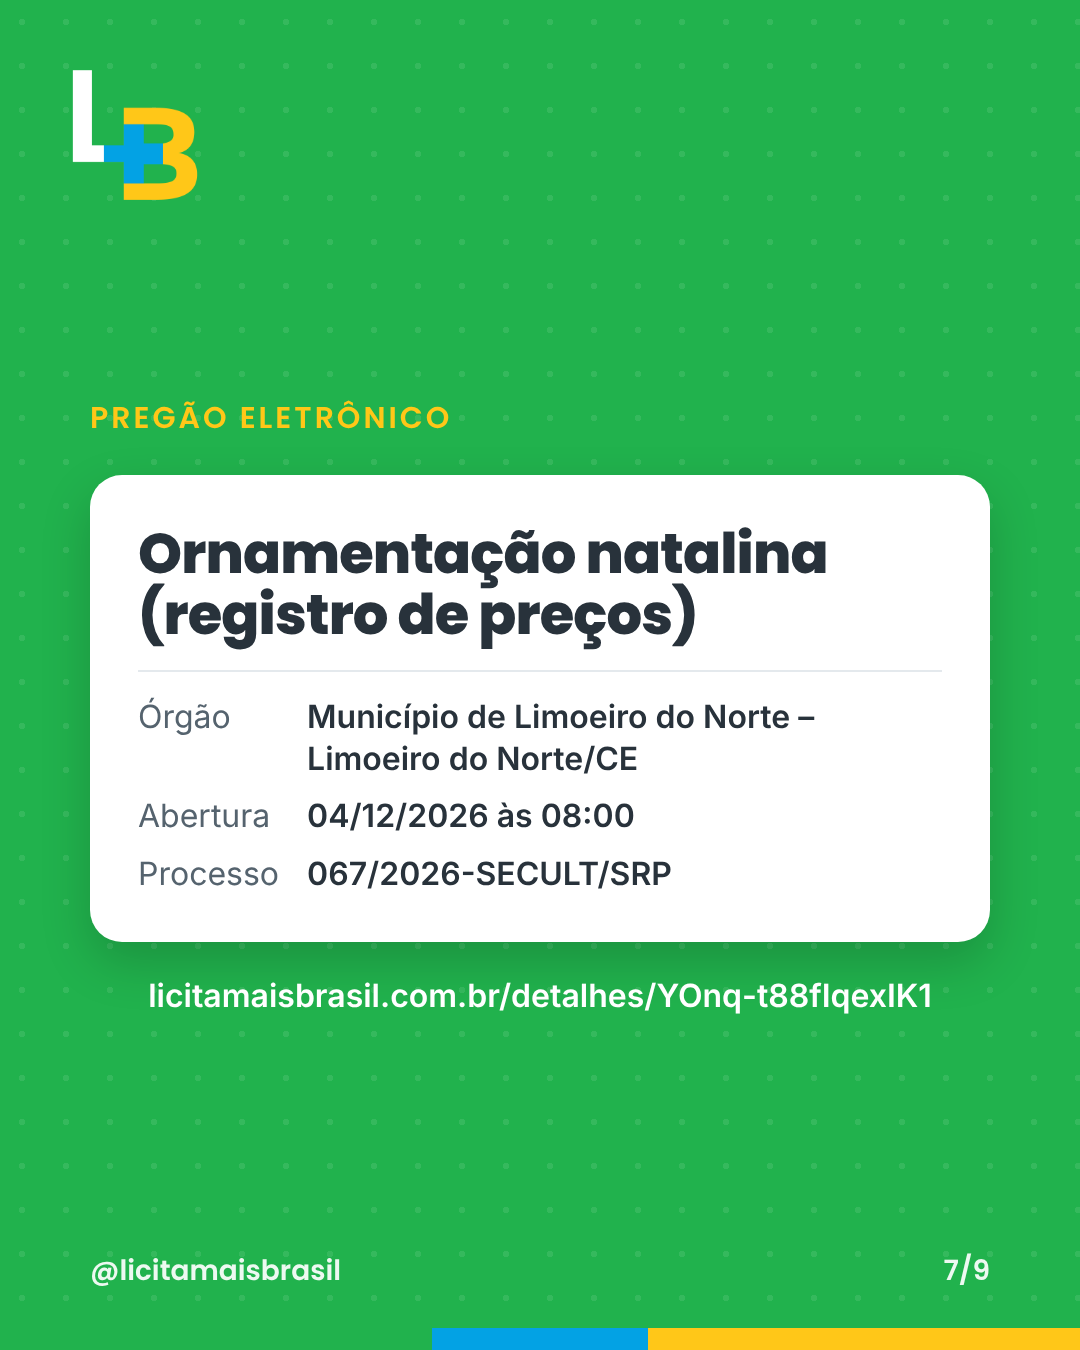 LB
PREGÃO ELETRÔNICO
Ornamentação natalina
(registro de preços)
Órgão Município de Limoeiro do Norte –
Limoeiro do Norte/CE
Abertura 04/12/2026 às 08:00
Processo 067/2026-SECULT/SRP
licitamaisbrasil.com.br/detalhes/YOnq-t88fIqexIK1
@licitamaisbrasil
7/9